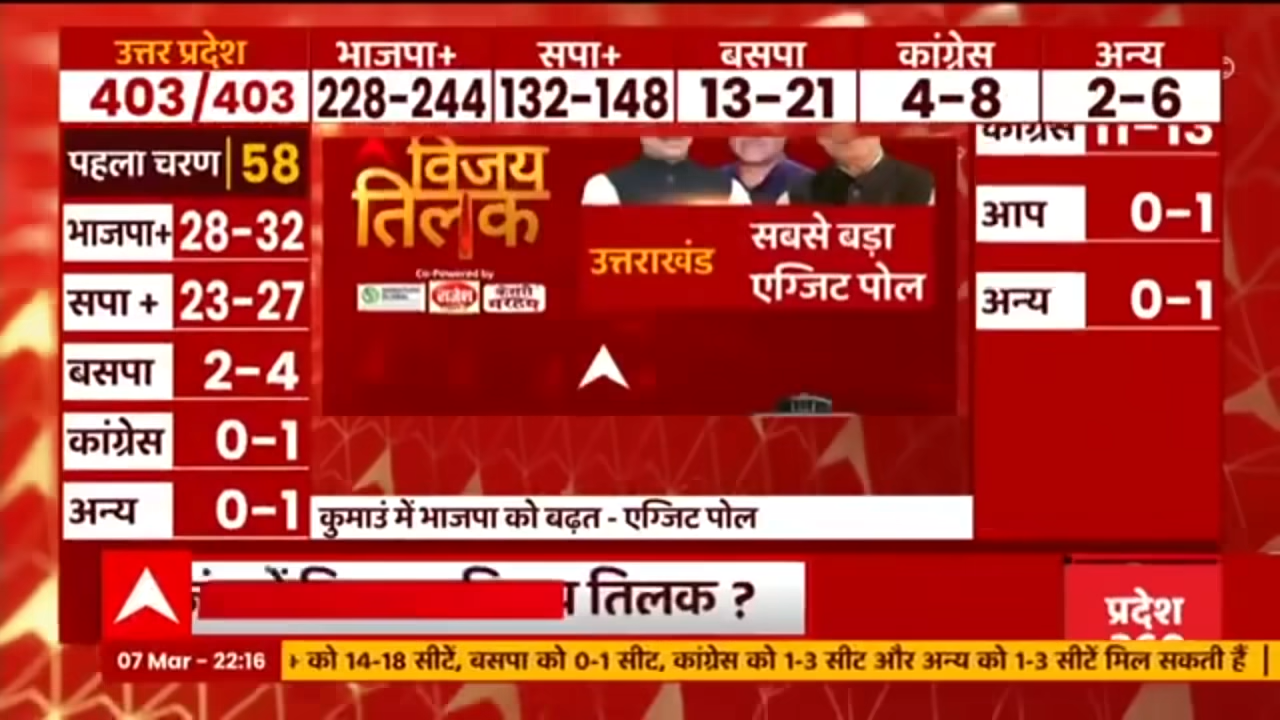 उत्तर प्रदेश
403/403
भाजपा+
228-244
सपा+
132-148
बसपा
13-21
कांग्रेस
4-8
अन्य
2-6
पहला चरण 58
भाजपा+ 28-32
सपा + 23-27
बसपा 2-4
कांग्रेस 0-1
अन्य 0-1
विजय
तिलक
Co-Powered by
उत्तराखंड
सबसे बड़ा
एग्जिट पोल
कांग्रेस 11-13
आप 0-1
अन्य 0-1
कुमाउं में भाजपा को बढ़त - एग्जिट पोल
तिलक ?
प्रदेश
07 Mar - 22:16
को 14-18 सीटें, बसपा को 0-1 सीट, कांग्रेस को 1-3 सीट और अन्य को 1-3 सीटें मिल सकती हैं |